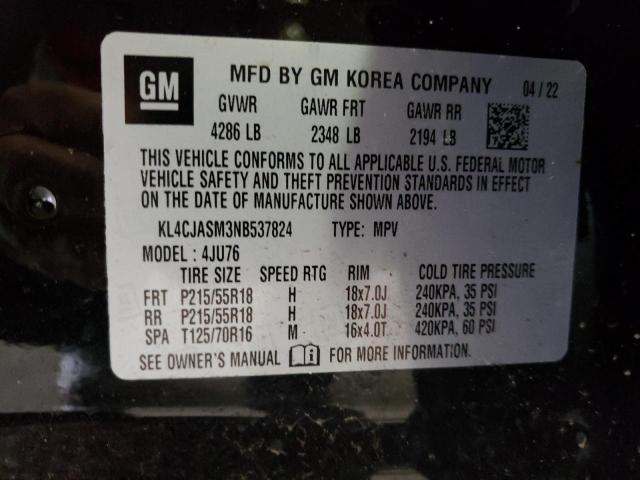 GM MFD BY GM KOREA COMPANY 04/22
GVWR GAWR FRT GAWR RR
4286 LB 2348 LB 2194 LB
THIS VEHICLE CONFORMS TO ALL APPLICABLE U.S. FEDERAL MOTOR
VEHICLE SAFETY AND THEFT PREVENTION STANDARDS IN EFFECT
ON THE DATE OF MANUFACTURE SHOWN ABOVE.
KL4CJASM3NB537824 TYPE: MPV
MODEL: 4JU76
TIRE SIZE SPEED RTG RIM COLD TIRE PRESSURE
FRT P215/55R18 H 18x7.0J 240KPA, 35 PSI
RR P215/55R18 H 18x7.0J 240KPA, 35 PSI
SPA T125/70R16 M 16x4.0T 420KPA, 60 PSI
SEE OWNER'S MANUAL FOR MORE INFORMATION.